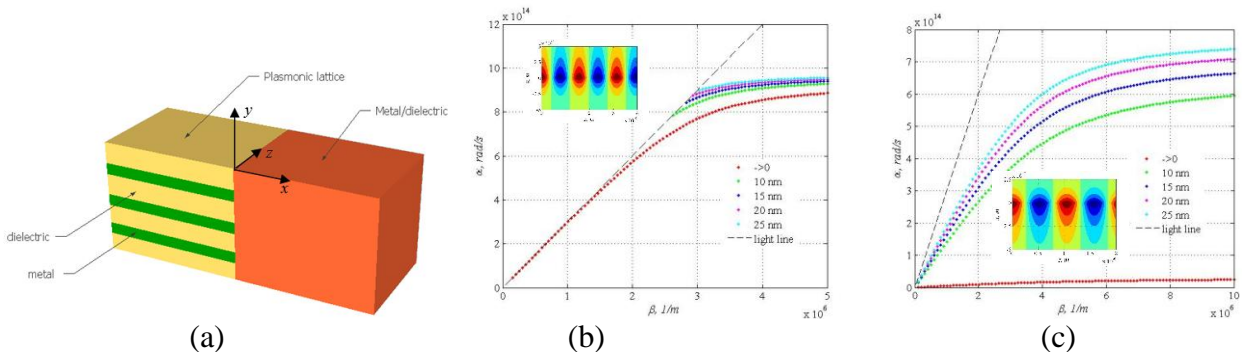 Plasmonic lattice
Metal/dielectric
y
z
x
dielectric
metal
(a)
x 10^14
12
10
8
6
4
2
0
ω, rad/s
->0
10 nm
15 nm
20 nm
25 nm
light line
0
1
2
3
4
5
β, 1/m
x 10^6
(b)
x 10^14
8
7
6
5
4
3
2
1
0
ω, rad/s
->0
10 nm
15 nm
20 nm
25 nm
light line
0
2
4
6
8
10
β, 1/m
x 10^6
(c)